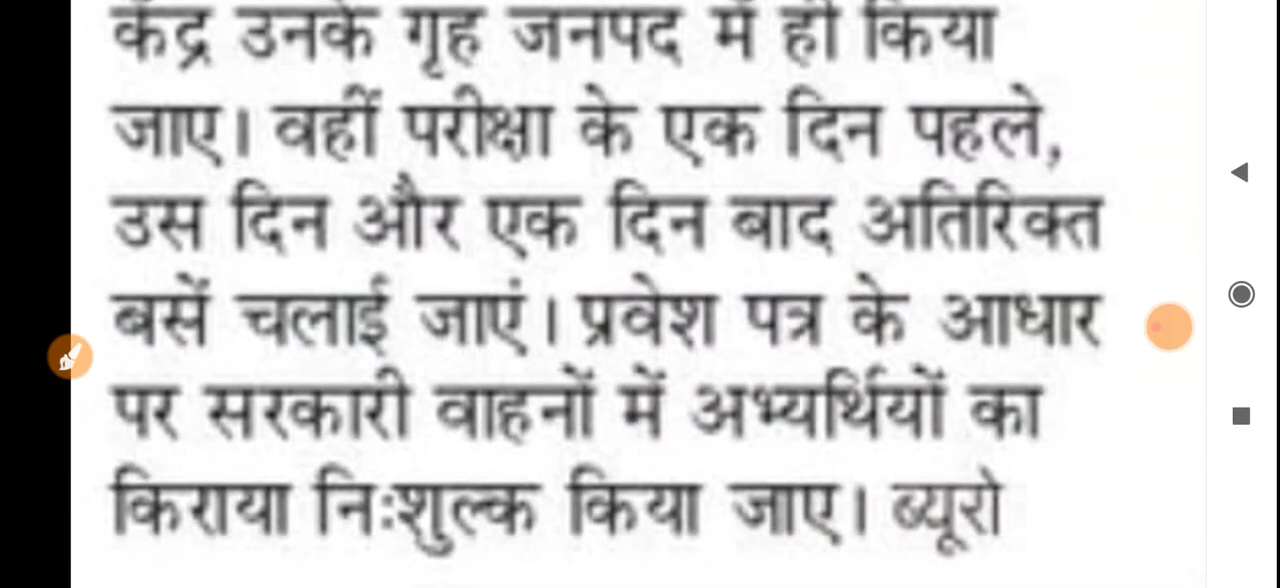 केंद्र उनके गृह जनपद में ही किया
जाए। वहीं परीक्षा के एक दिन पहले,
उस दिन और एक दिन बाद अतिरिक्त
बसें चलाई जाएं। प्रवेश पत्र के आधार
पर सरकारी वाहनों में अभ्यर्थियों का
किराया निःशुल्क किया जाए। ब्यूरो